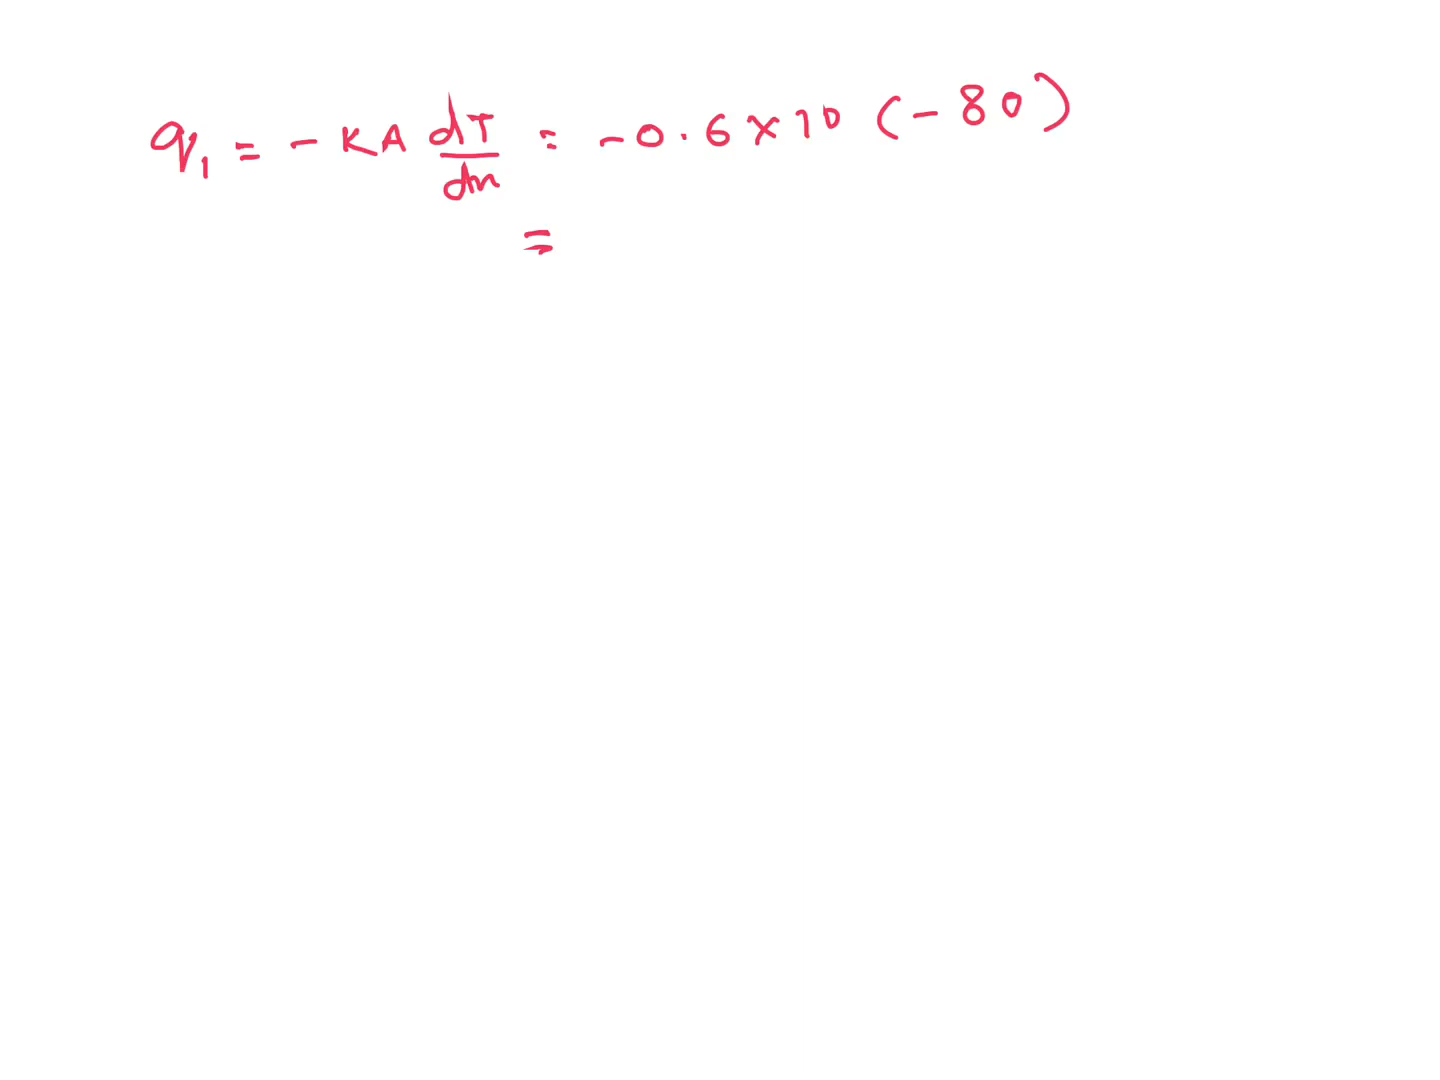 q₁ = - KA dT/dx = -0.6 x 10 (-80)
=